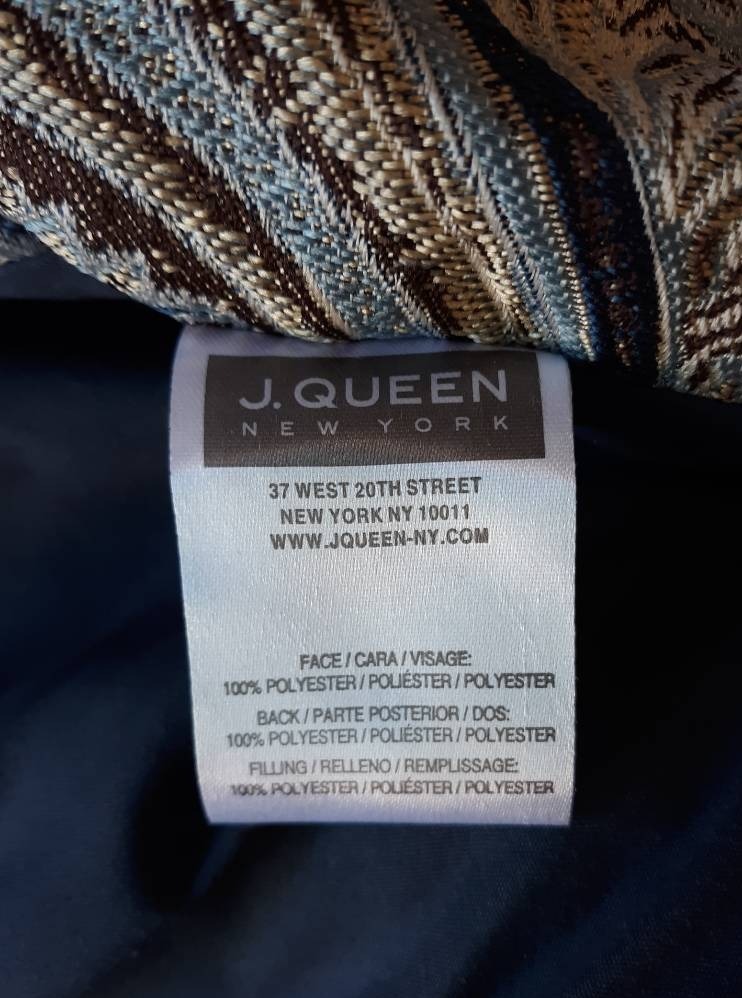 J. QUEEN
NEW YORK
37 WEST 20TH STREET
NEW YORK NY 10011
WWW.JQUEEN-NY.COM
FACE / CARA / VISAGE:
100% POLYESTER / POLIÉSTER / POLYESTER
BACK / PARTE POSTERIOR / DOS:
100% POLYESTER / POLIÉSTER / POLYESTER
FILLING / RELLENO / REMPLISSAGE:
100% POLYESTER / POLIÉSTER / POLYESTER